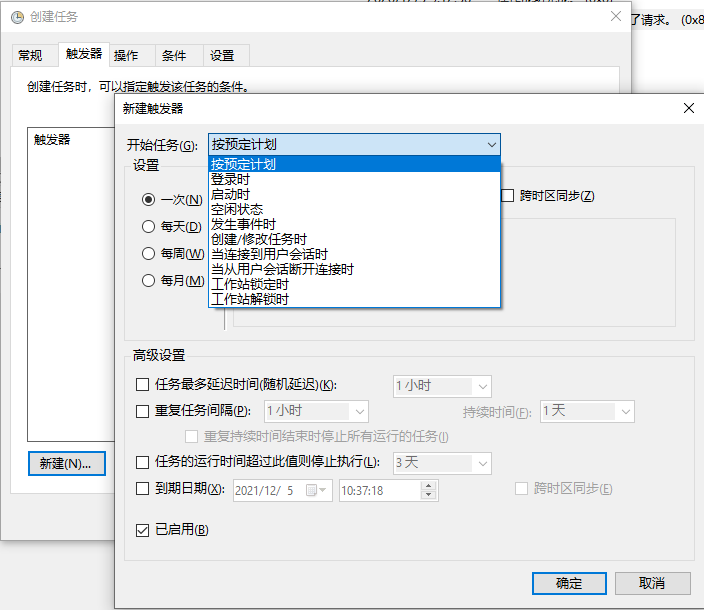 创建任务
了请求。 (0x8
常规 触发器 操作 条件 设置
创建任务时，可以指定触发该任务的条件。
触发器
新建(N)...
新建触发器
开始任务(G): 按预定计划
按预定计划
登录时
启动时
空闲状态
发生事件时
创建/修改任务时
当连接到用户会话时
当从用户会话断开连接时
工作站锁定时
工作站解锁时
设置
一次(N) 跨时区同步(Z)
每天(D)
每周(W)
每月(M)
高级设置
任务最多延迟时间(随机延迟)(K): 1 小时
重复任务间隔(P): 1 小时 持续时间(F): 1 天
重复持续时间结束时停止所有运行的任务(I)
任务的运行时间超过此值则停止执行(L): 3 天
到期日期(X): 2021/12/ 5 10:37:18 跨时区同步(E)
已启用(B)
确定 取消